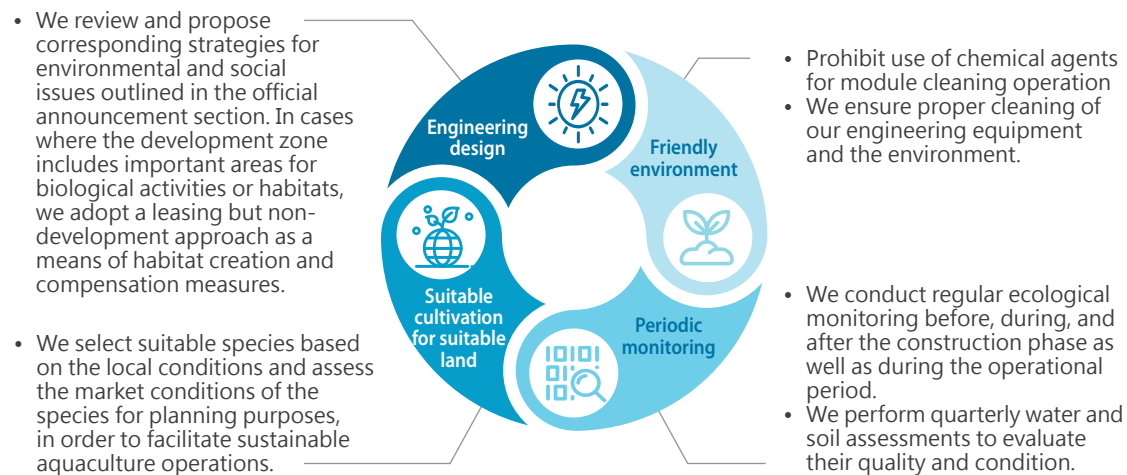 • We review and propose
corresponding strategies for
environmental and social
issues outlined in the official
announcement section. In cases
where the development zone
includes important areas for
biological activities or habitats,
we adopt a leasing but non-
development approach as a
means of habitat creation and
compensation measures.
• We select suitable species based
on the local conditions and assess
the market conditions of the
species for planning purposes,
in order to facilitate sustainable
aquaculture operations.
Engineering
design
Friendly
environment
Suitable
cultivation
for suitable
land
Periodic
monitoring
• Prohibit use of chemical agents
for module cleaning operation
• We ensure proper cleaning of
our engineering equipment
and the environment.
• We conduct regular ecological
monitoring before, during, and
after the construction phase as
well as during the operational
period.
• We perform quarterly water and
soil assessments to evaluate
their quality and condition.